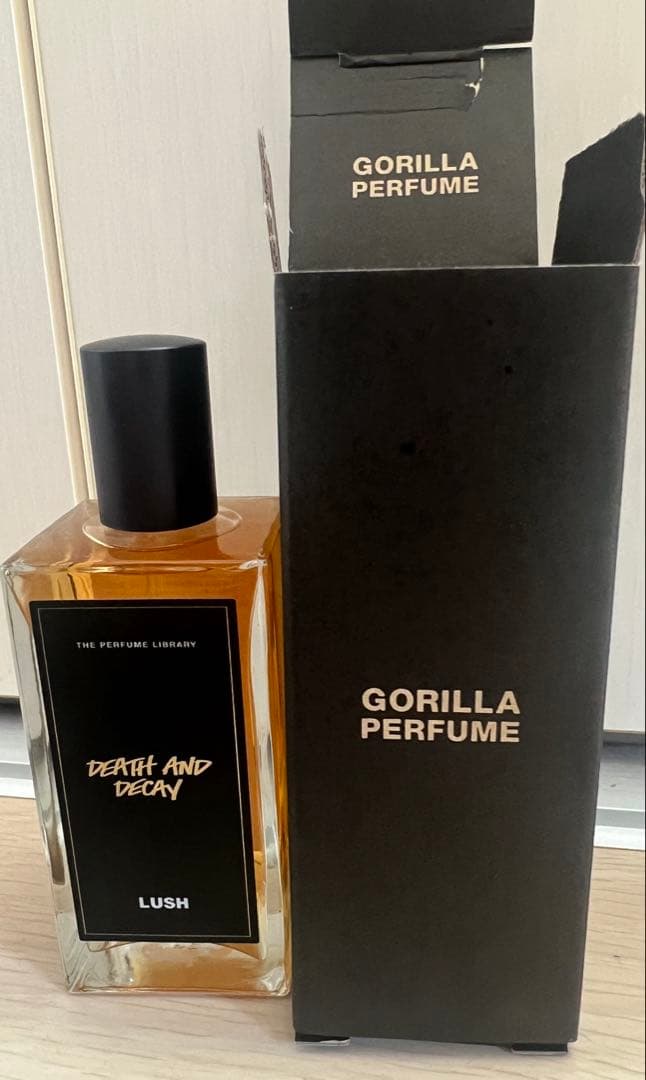 GORILLA
PERFUME
THE PERFUME LIBRARY
DEATH AND
DECAY
LUSH
GORILLA
PERFUME